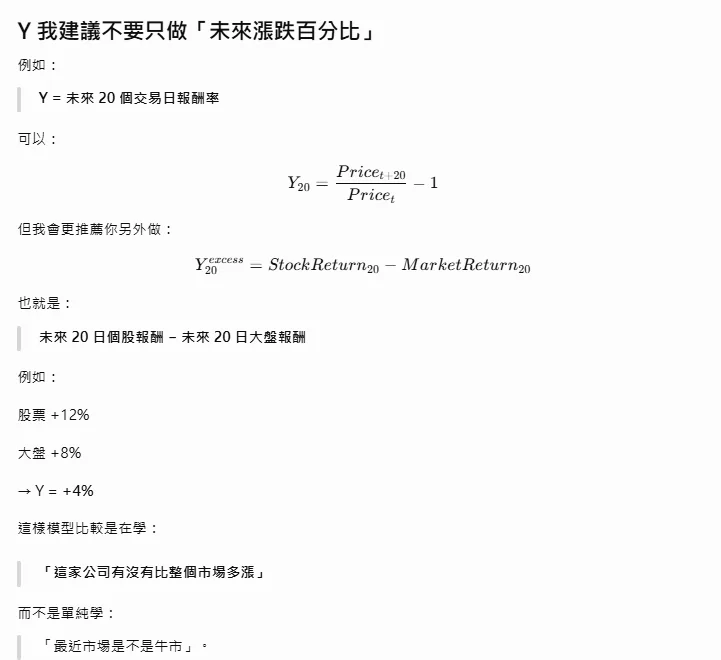 Y 我建議不要只做「未來漲跌百分比」
例如：
Y = 未來 20 個交易日報酬率
可以：
Y₂₀ = Price_{t+20} / Price_t − 1
但我會更推薦你另外做：
Y_{20}^{excess} = StockReturn₂₀ − MarketReturn₂₀
也就是：
未來 20 日個股報酬 − 未來 20 日大盤報酬
例如：
股票 +12%
大盤 +8%
→ Y = +4%
這樣模型比較是在學：
「這家公司有沒有比整個市場多漲」
而不是單純學：
「最近市場是不是牛市」。